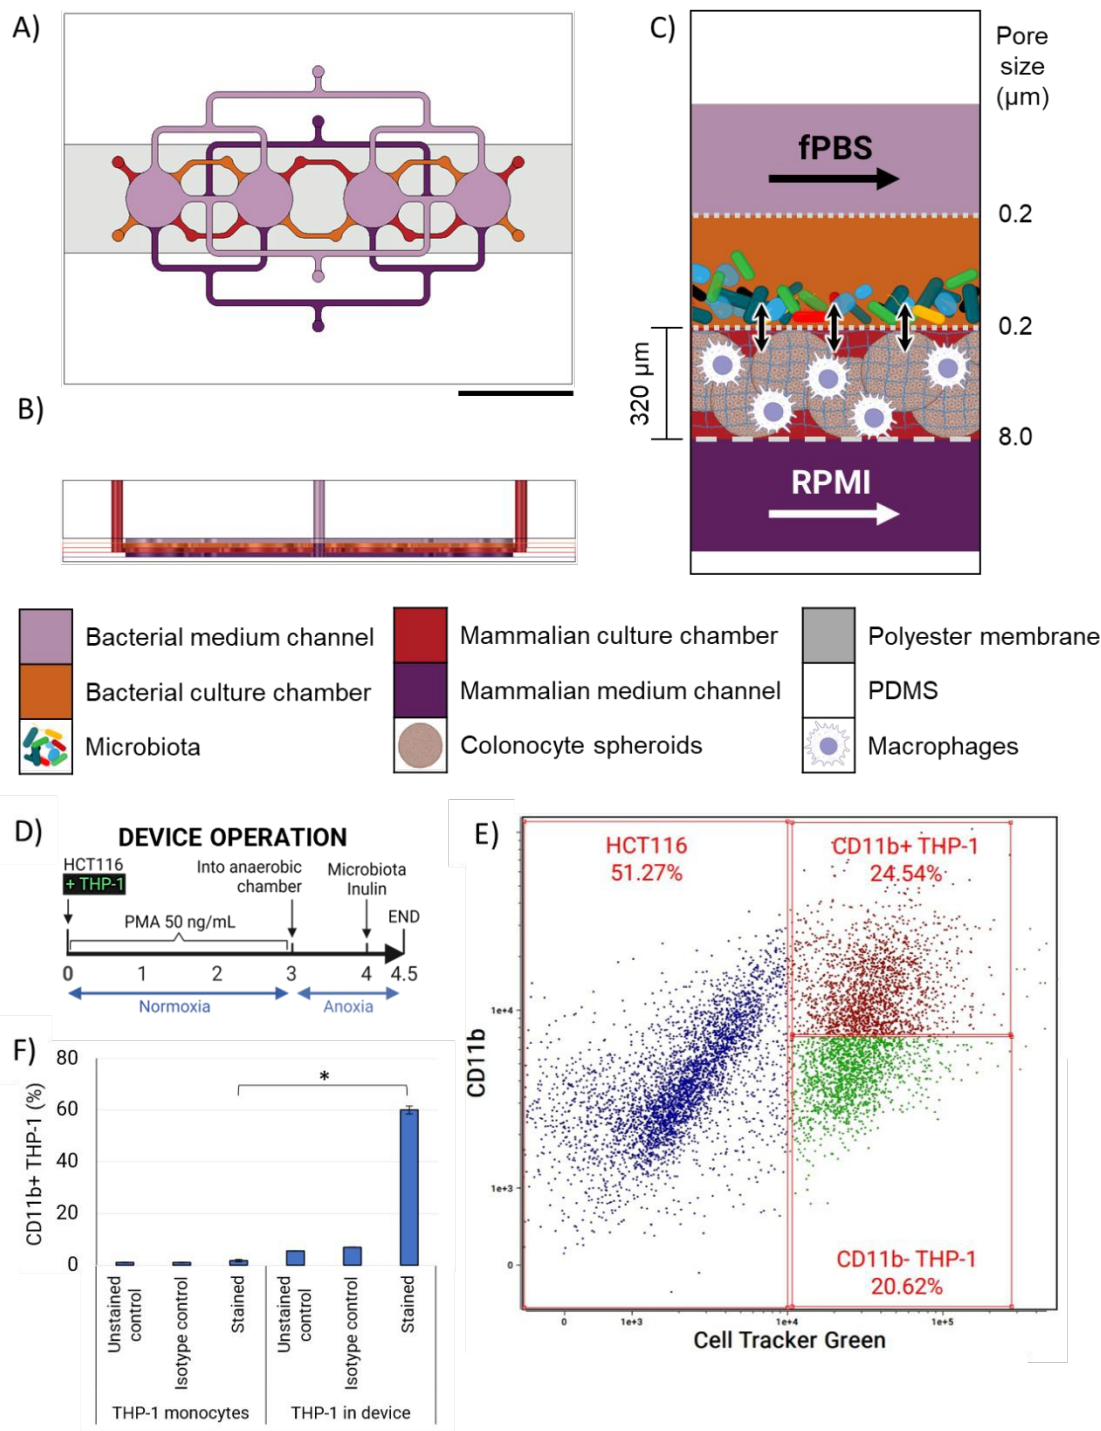 A)
C)
Pore
size
(µm)
fPBS
0.2
0.2
320 µm
8.0
RPMI
B)
Bacterial medium channel
Mammalian culture chamber
Polyester membrane
Bacterial culture chamber
Mammalian medium channel
PDMS
Microbiota
Colonocyte spheroids
Macrophages
D)
DEVICE OPERATION
HCT116
+ THP-1
Into anaerobic
chamber
Microbiota
Inulin
PMA 50 ng/mL
END
0 1 2 3 4 4.5
Normoxia
Anoxia
E)
HCT116
51.27%
CD11b+ THP-1
24.54%
CD11b- THP-1
20.62%
1e+4
1e+3
0
CD11b
0 1e+3 1e+4 1e+5
Cell Tracker Green
F)
CD11b+ THP-1 (%)
80
60
40
20
0
*
Unstained
control
Isotype control
Stained
Unstained
control
Isotype control
Stained
THP-1 monocytes
THP-1 in device